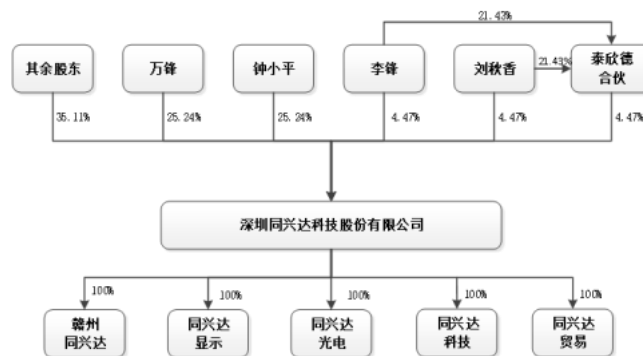 21.43%
其余股东
万锋
钟小平
李锋
刘秋香
21.43%
泰欣德
合伙
35.11%
25.24%
25.24%
4.47%
4.47%
4.47%
深圳同兴达科技股份有限公司
100%
100%
100%
100%
100%
赣州
同兴达
同兴达
显示
同兴达
光电
同兴达
科技
同兴达
贸易